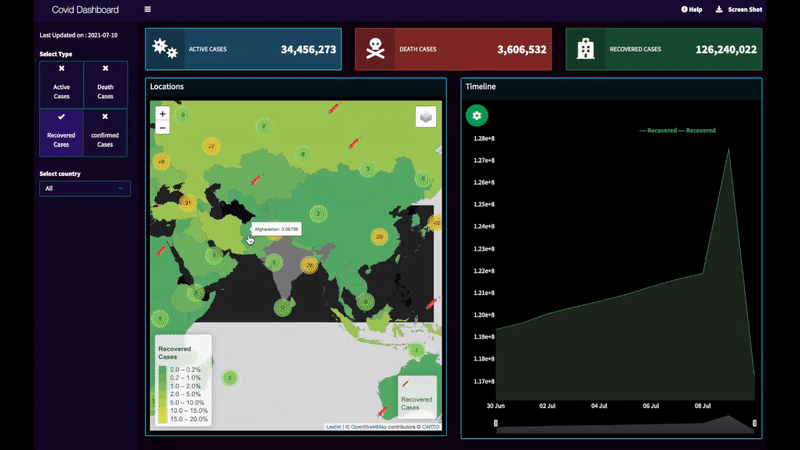 Covid Dashboard
Help
Screen Shot
Last Updated on : 2021-07-10
Select Type
Active Cases
Death Cases
Recovered Cases
confirmed Cases
Select country
All
ACTIVE CASES
34,456,273
DEATH CASES
3,606,532
RECOVERED CASES
126,240,022
Locations
+
−
Recovered
Cases
0.0 – 0.2%
0.2 – 1.0%
1.0 – 2.0%
2.0 – 5.0%
5.0 – 10.0%
10.0 – 15.0%
15.0 – 20.0%
Recovered
Cases
Leaflet | © OpenStreetMap contributors © CARTO
Timeline
Recovered
Recovered
1.28e+8
1.27e+8
1.26e+8
1.25e+8
1.24e+8
1.23e+8
1.22e+8
1.21e+8
1.20e+8
1.19e+8
1.18e+8
1.17e+8
30 Jun
02 Jul
04 Jul
06 Jul
08 Jul